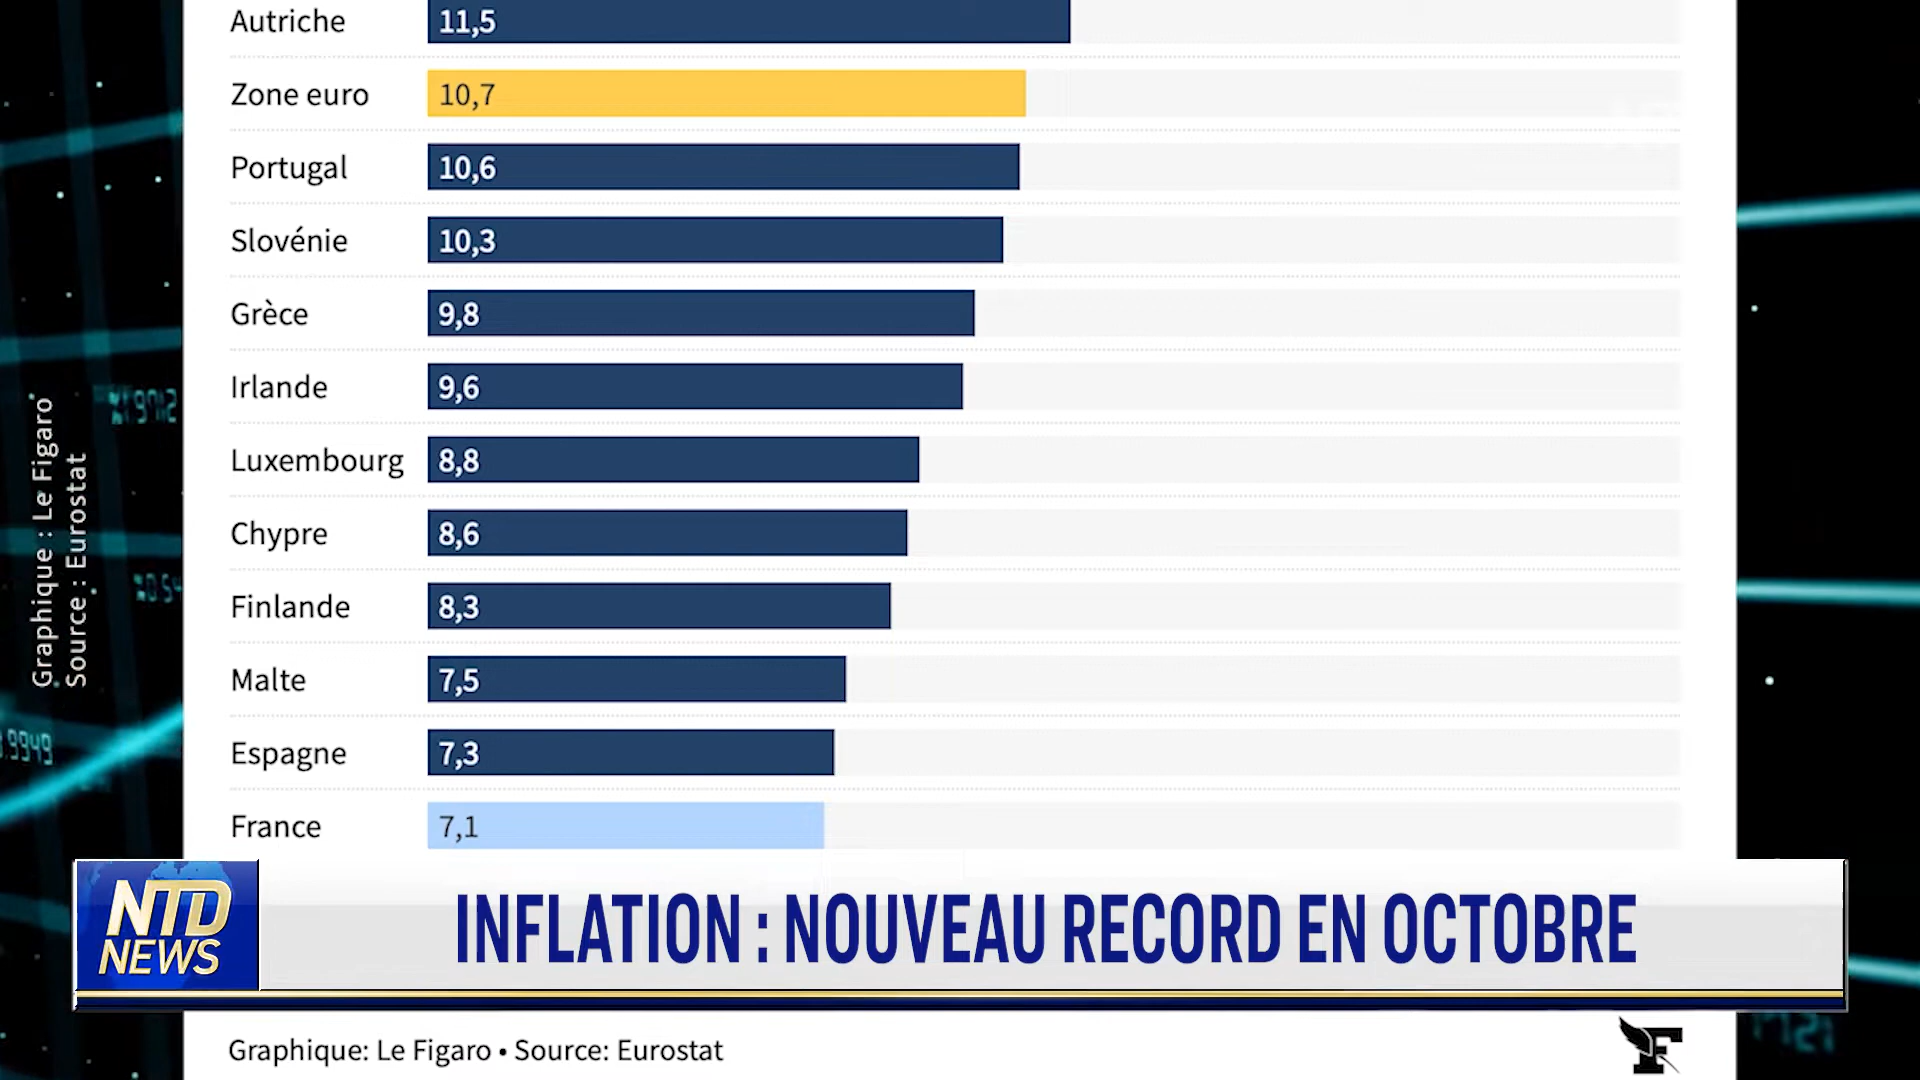 Autriche 11,5
Zone euro 10,7
Portugal 10,6
Slovénie 10,3
Grèce 9,8
Irlande 9,6
Luxembourg 8,8
Chypre 8,6
Finlande 8,3
Malte 7,5
Espagne 7,3
France 7,1
Graphique : Le Figaro
Source : Eurostat
NTD
NEWS
INFLATION : NOUVEAU RECORD EN OCTOBRE
Graphique: Le Figaro • Source: Eurostat
F